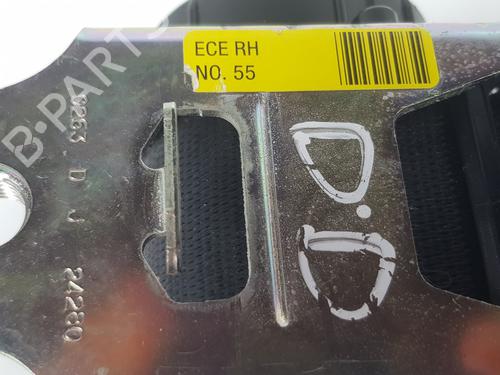 ECE RH
NO. 55
D.D
B-PARTS
D J 24280